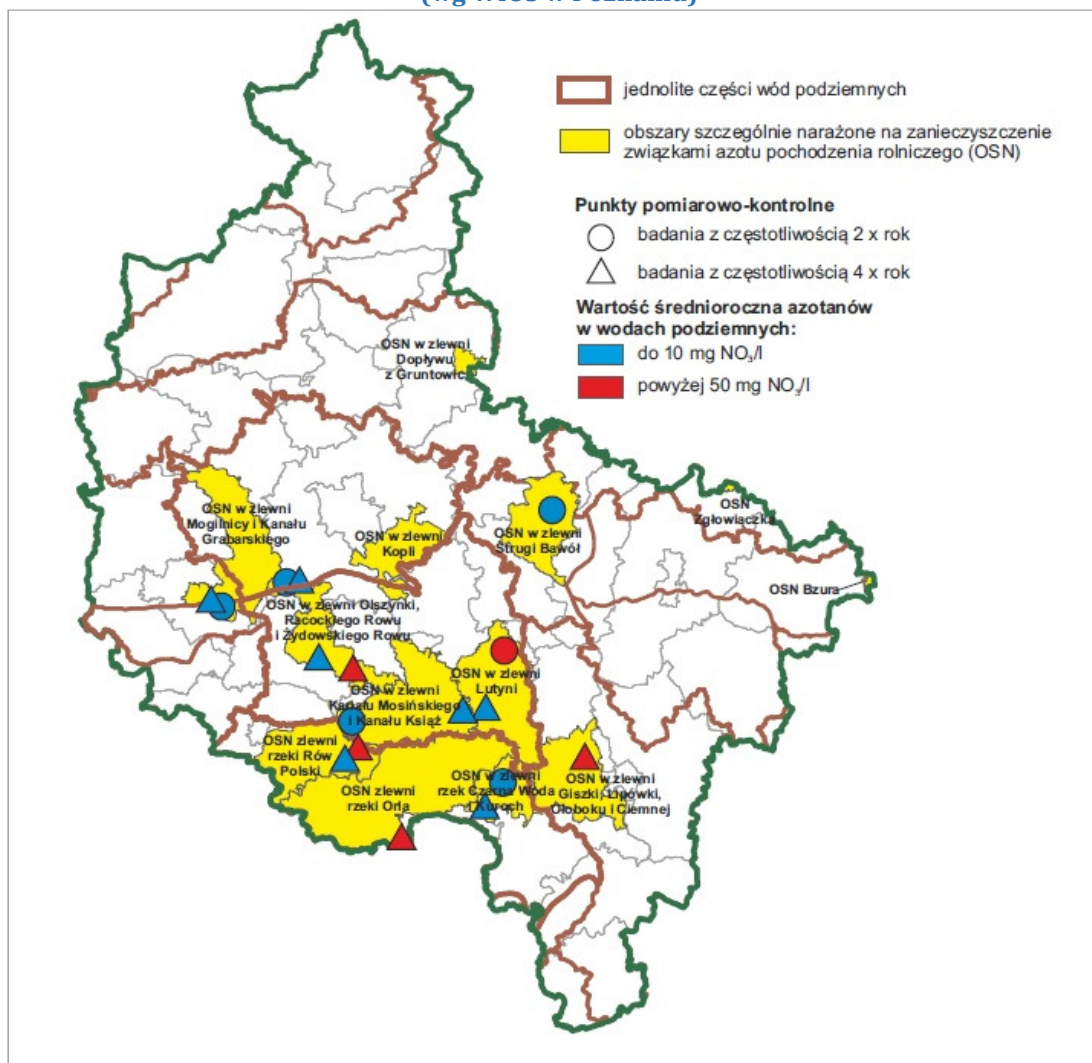 jednolite części wód podziemnych
obszary szczególnie narażone na zanieczyszczenie
związkami azotu pochodzenia rolniczego (OSN)
Punkty pomiarowo-kontrolne
badania z częstotliwością 2 x rok
badania z częstotliwością 4 x rok
Wartość średnioroczna azotanów
w wodach podziemnych:
do 10 mg NO₃/l
powyżej 50 mg NO₃/l
OSN w zlewni
Dopływu
z Gruntowic
OSN w zlewni
Mogilnicy i Kanału
Grabarskiego
OSN w zlewni
Kopli
OSN w zlewni
Strugi Bawół
OSN
Zgłowiączka
OSN Bzura
OSN w zlewni Olszynki,
Racockiego Rowu
i Żydowskiego Rowu
OSN w zlewni
Lutyni
OSN w zlewni
Kanału Mosińskiego
i Kanału Książ
OSN zlewni
rzeki Rów
Polski
OSN zlewni
rzeki Orla
OSN w zlewni
rzek Czarna Woda
i Kuroch
OSN w zlewni
Giszki, Lipówki,
Ołoboku i Ciemnej